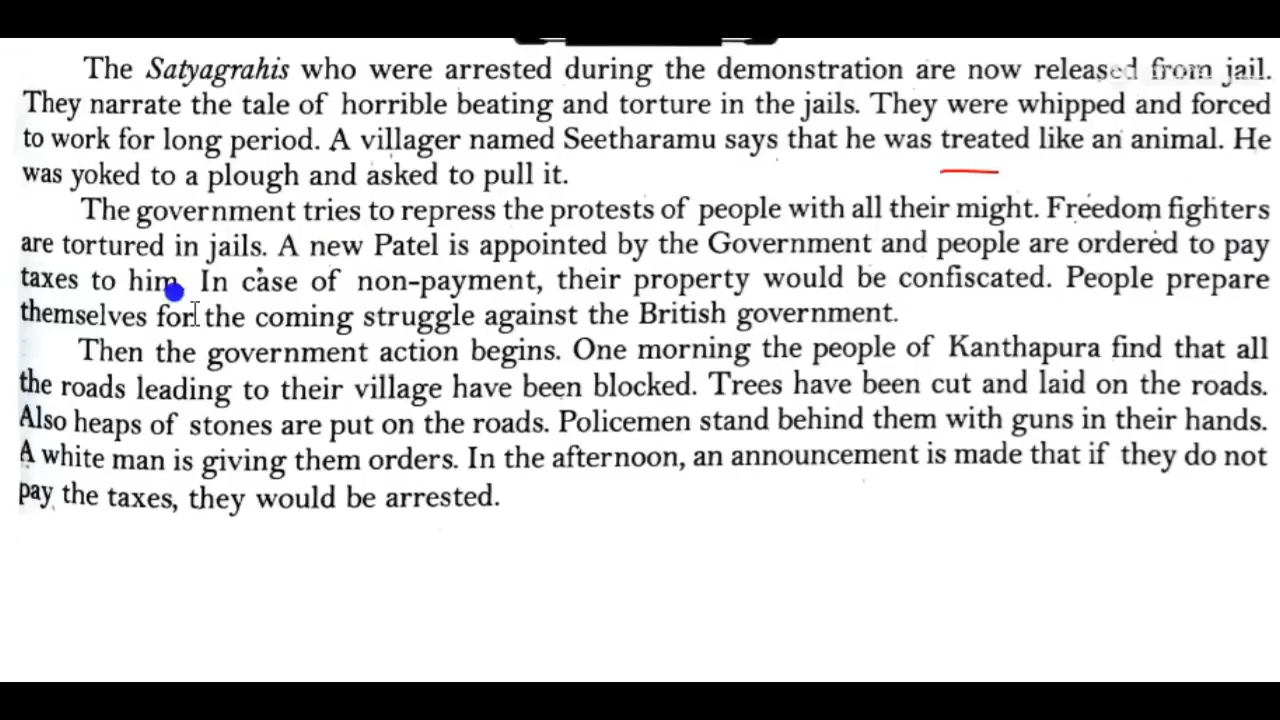 The Satyagrahis who were arrested during the demonstration are now released from jail.
They narrate the tale of horrible beating and torture in the jails. They were whipped and forced
to work for long period. A villager named Seetharamu says that he was treated like an animal. He
was yoked to a plough and asked to pull it.
The government tries to repress the protests of people with all their might. Freedom fighters
are tortured in jails. A new Patel is appointed by the Government and people are ordered to pay
taxes to him. In case of non-payment, their property would be confiscated. People prepare
themselves for the coming struggle against the British government.
Then the government action begins. One morning the people of Kanthapura find that all
the roads leading to their village have been blocked. Trees have been cut and laid on the roads.
Also heaps of stones are put on the roads. Policemen stand behind them with guns in their hands.
A white man is giving them orders. In the afternoon, an announcement is made that if they do not
pay the taxes, they would be arrested.